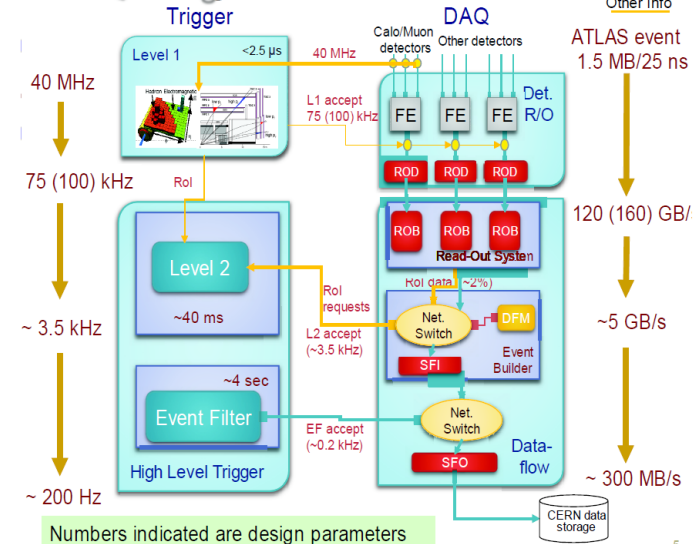 Other Info
Trigger
DAQ
Level 1
<2.5 μs
40 MHz
Calo/Muon
detectors
Other detectors
ATLAS event
1.5 MB/25 ns
40 MHz
Hadron Electromagnetic
L1 accept
75 (100) kHz
FE
FE
FE
Det.
R/O
ROD
ROD
ROD
75 (100) kHz
RoI
120 (160) GB/
ROB
ROB
ROB
Read-Out System
Level 2
RoI data
~2%)
RoI
requests
~40 ms
Net.
Switch
DFM
~ 3.5 kHz
L2 accept
(~3.5 kHz)
~5 GB/s
SFI
Event
Builder
~4 sec
Event Filter
Net.
Switch
EF accept
(~0.2 kHz)
Data-
flow
High Level Trigger
SFO
~ 200 Hz
~ 300 MB/s
CERN data
storage
Numbers indicated are design parameters